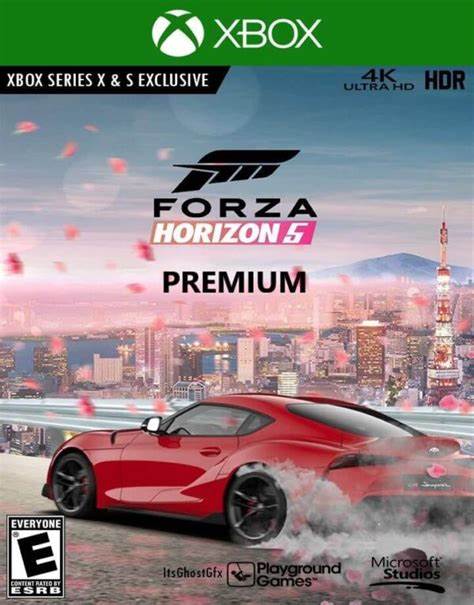 XBOX
XBOX SERIES X & S EXCLUSIVE
4K
ULTRA HD
HDR
FORZA
HORIZON 5
PREMIUM
EVERYONE
E
CONTENT RATED BY
ESRB
ItsGhostGfx
Playground
Games™
Microsoft
Studios